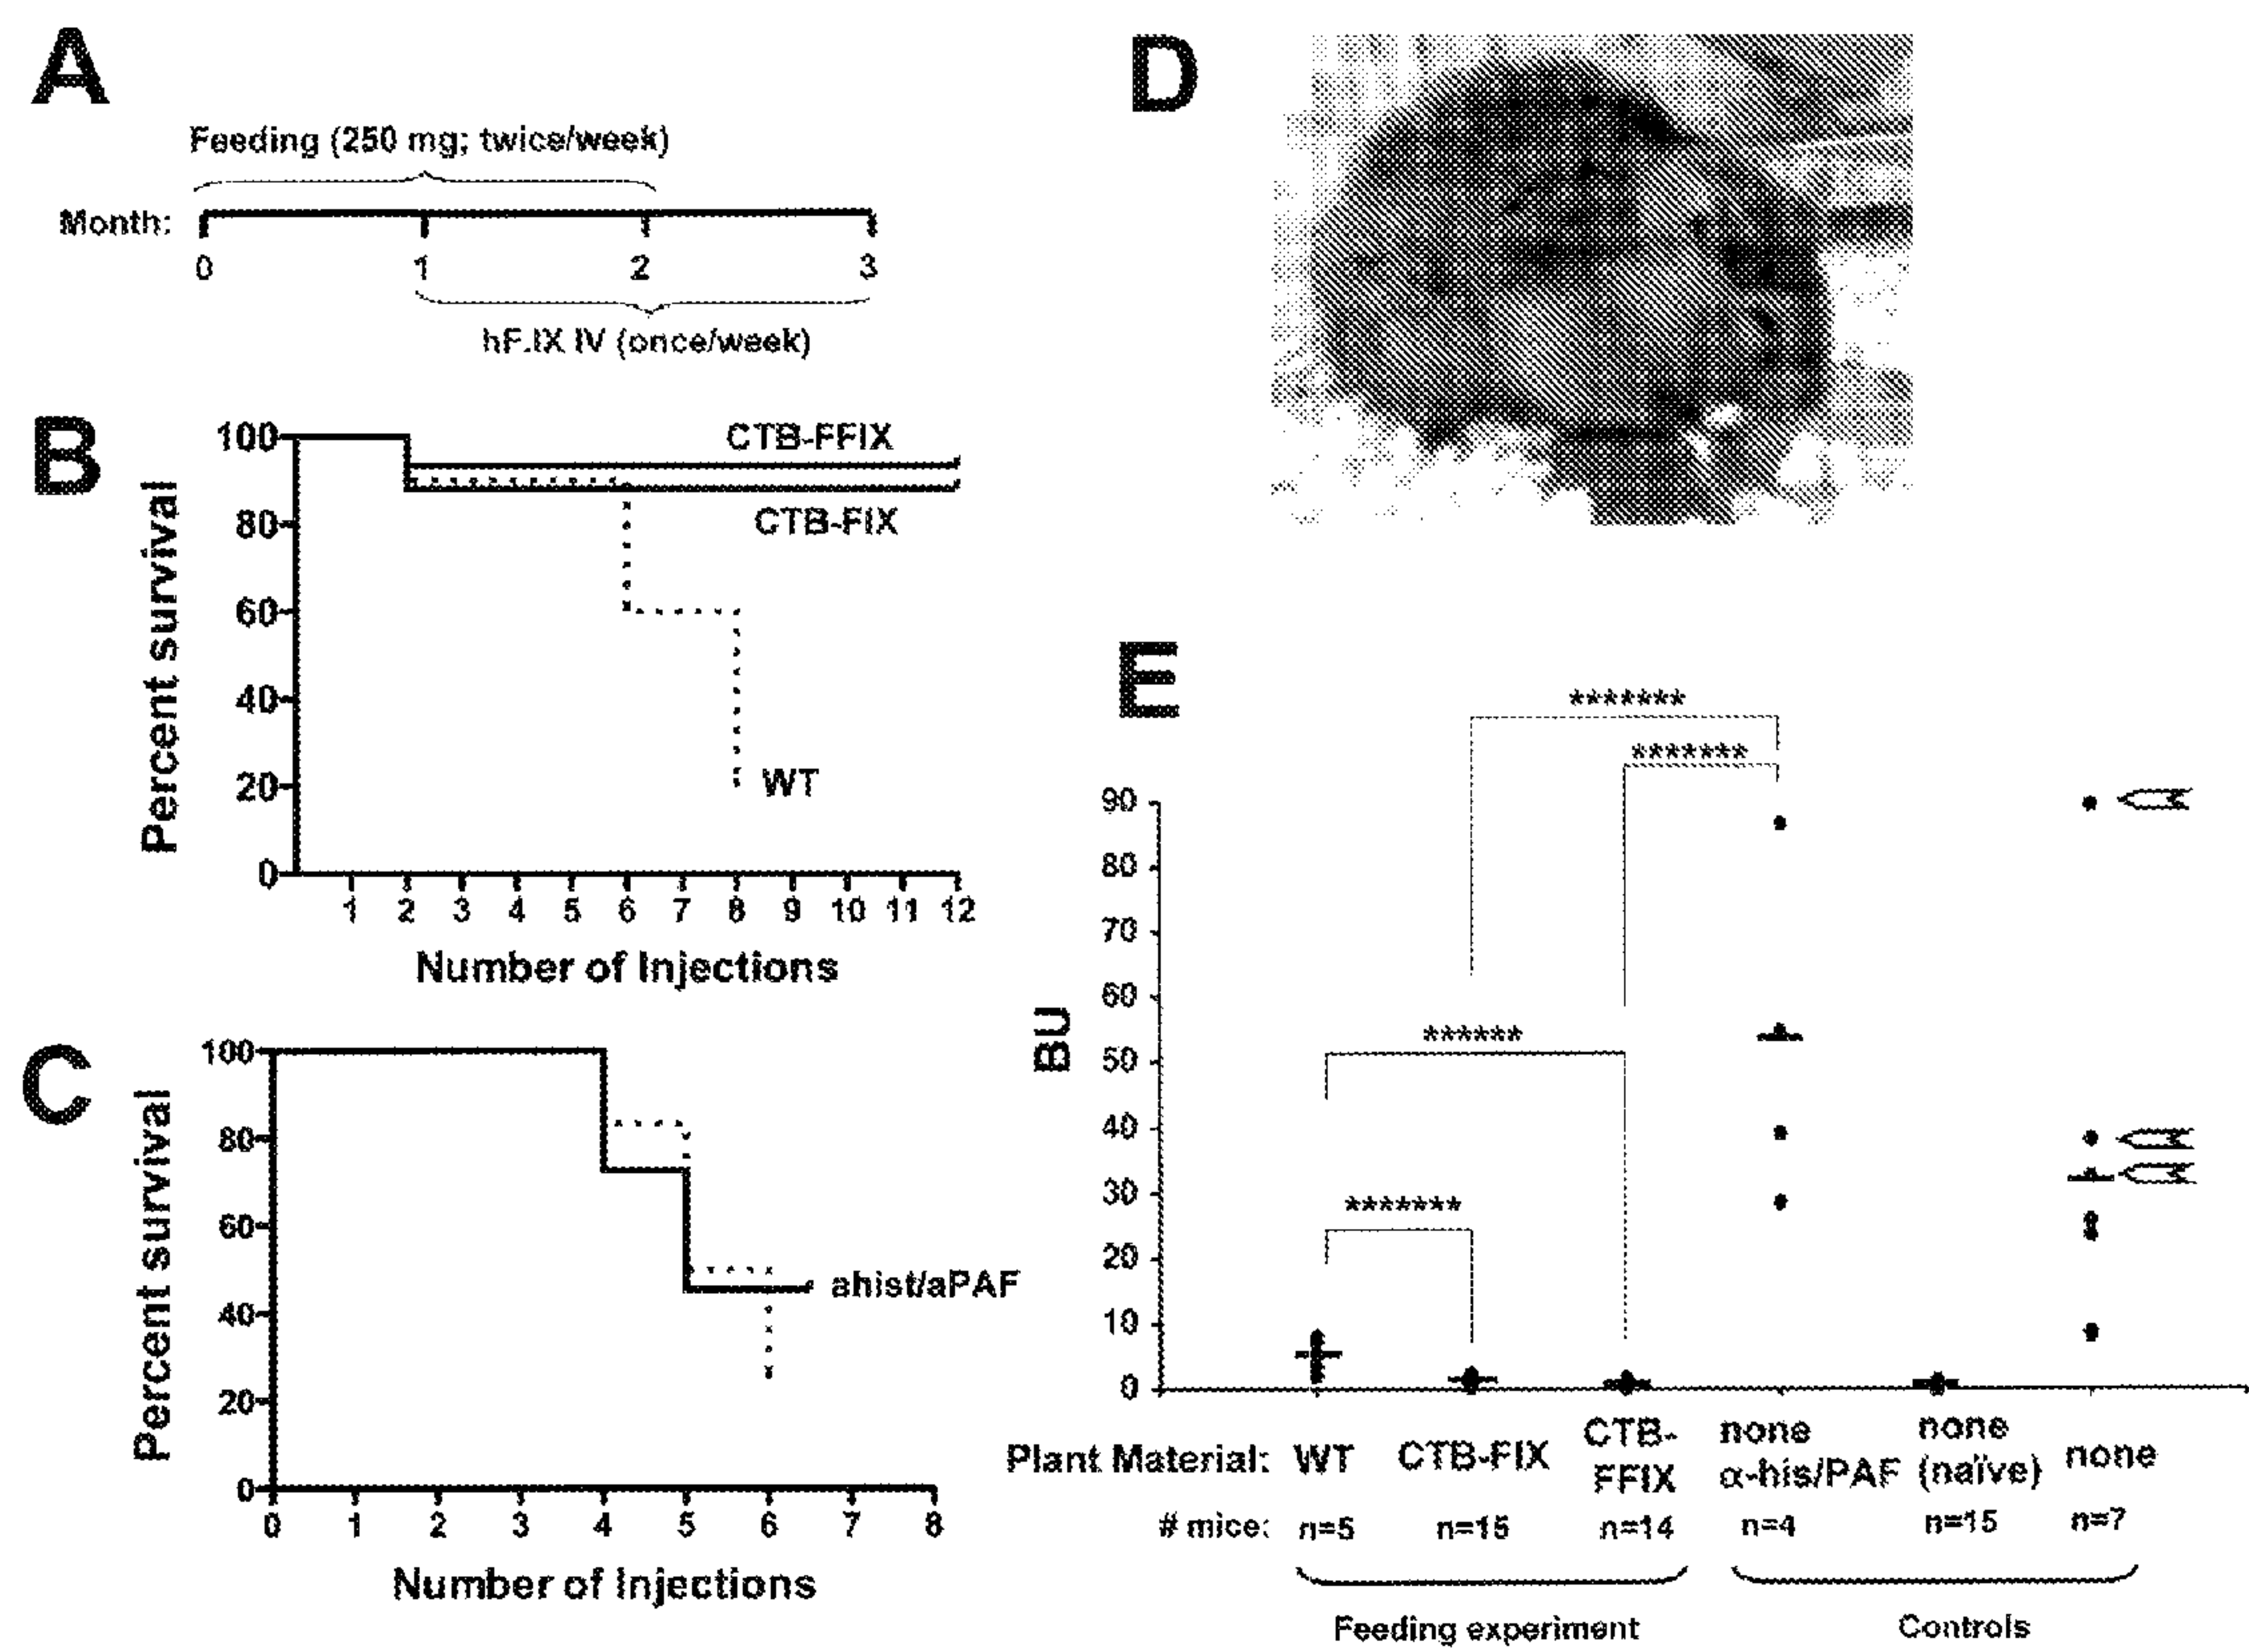 A
Feeding (250 mg; twice/week)
Month:
0 1 2 3
hF.IX IV (once/week)
B
Percent survival
100
80
60
40
20
0
CTB-FFIX
CTB-FIX
WT
1 2 3 4 5 6 7 8 9 10 11 12
Number of Injections
C
Percent survival
100
80
60
40
20
0
ahist/aPAF
0 1 2 3 4 5 6 7 8
Number of Injections
D
E
*******
*******
******
*******
BU
90
80
70
60
50
40
30
20
10
0
Plant Material: WT CTB-FIX CTB-FFIX none α-his/PAF none (naïve) none
# mice: n=5 n=15 n=14 n=4 n=15 n=7
Feeding experiment Controls